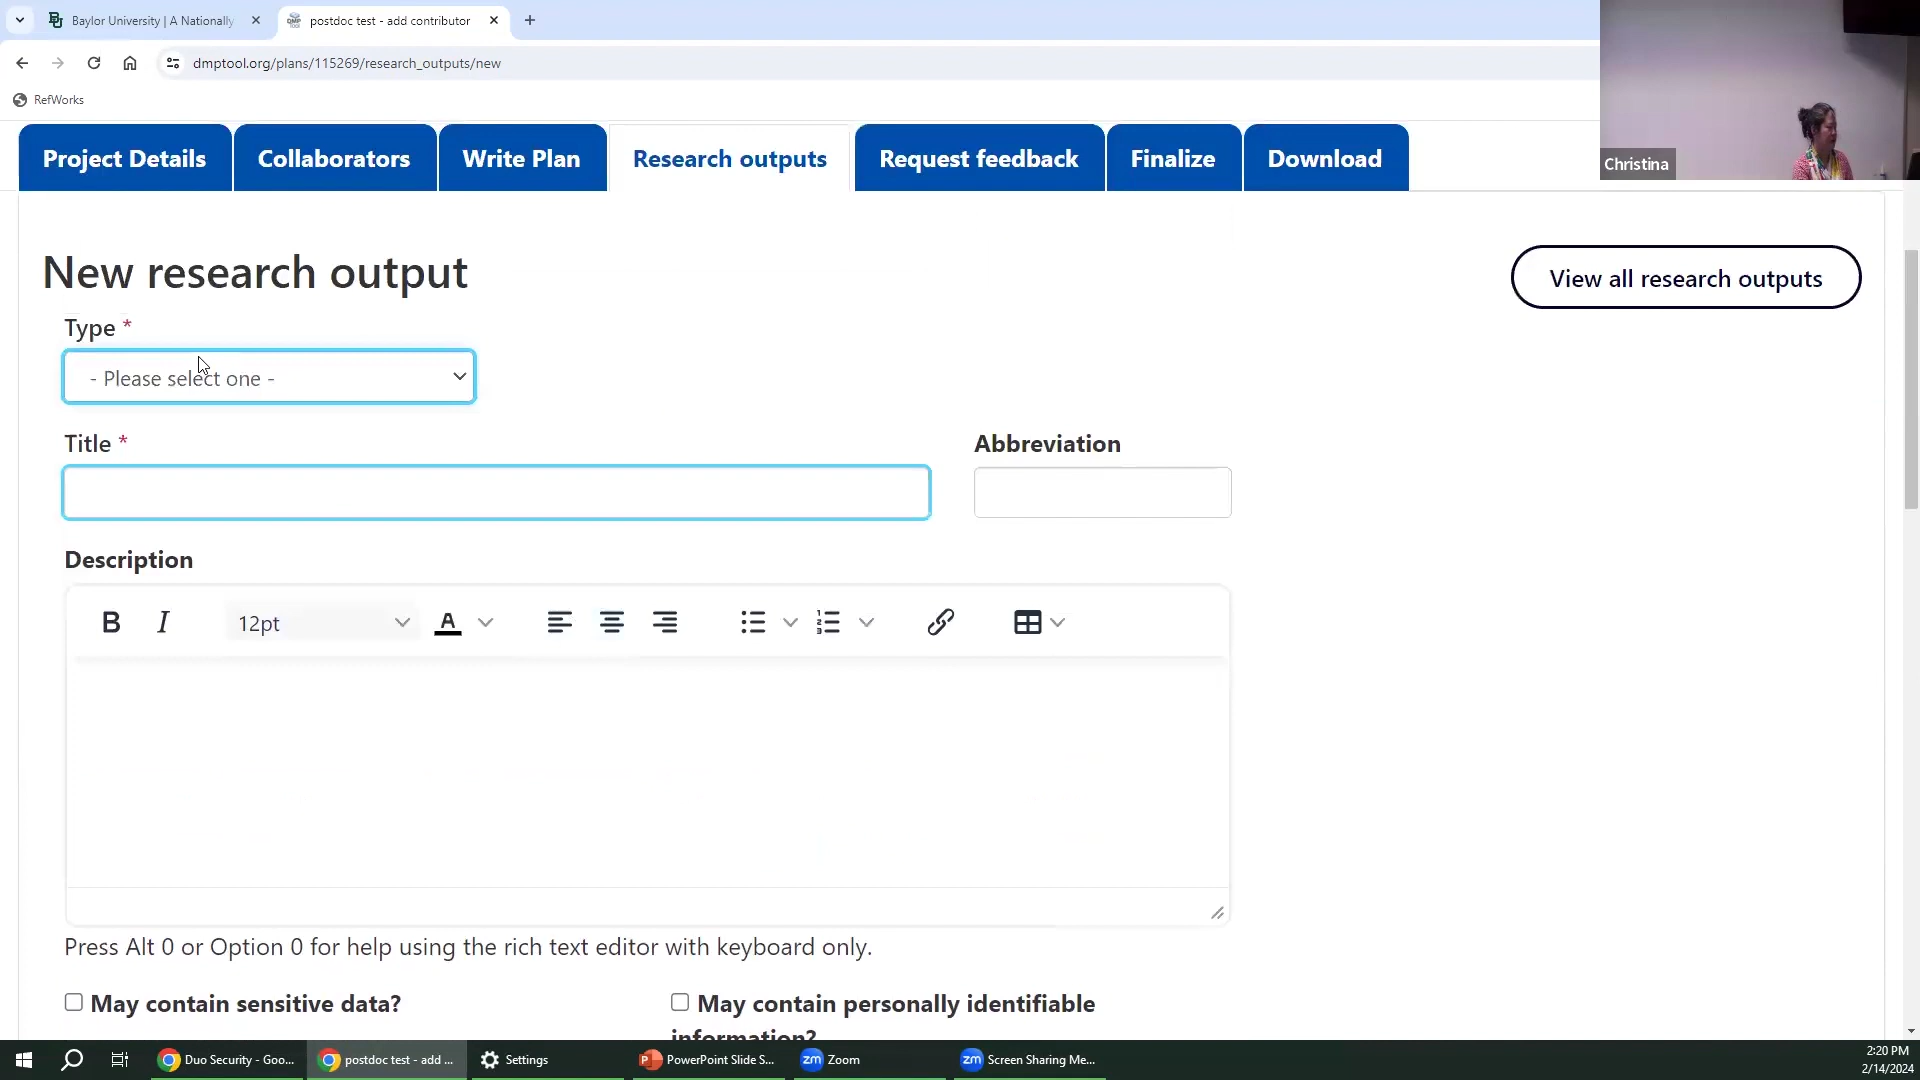 Baylor University | A Nationally
postdoc test - add contributor
dmptool.org/plans/115269/research_outputs/new
RefWorks
Christina
Project Details
Collaborators
Write Plan
Research outputs
Request feedback
Finalize
Download
New research output
View all research outputs
Type *
- Please select one -
Title *
Abbreviation
Description
B I 12pt A
Press Alt 0 or Option 0 for help using the rich text editor with keyboard only.
May contain sensitive data?
May contain personally identifiable
information?
Duo Security - Goo...
postdoc test - add ...
Settings
PowerPoint Slide S...
zm Zoom
zm Screen Sharing Me...
2:20 PM
2/14/2024